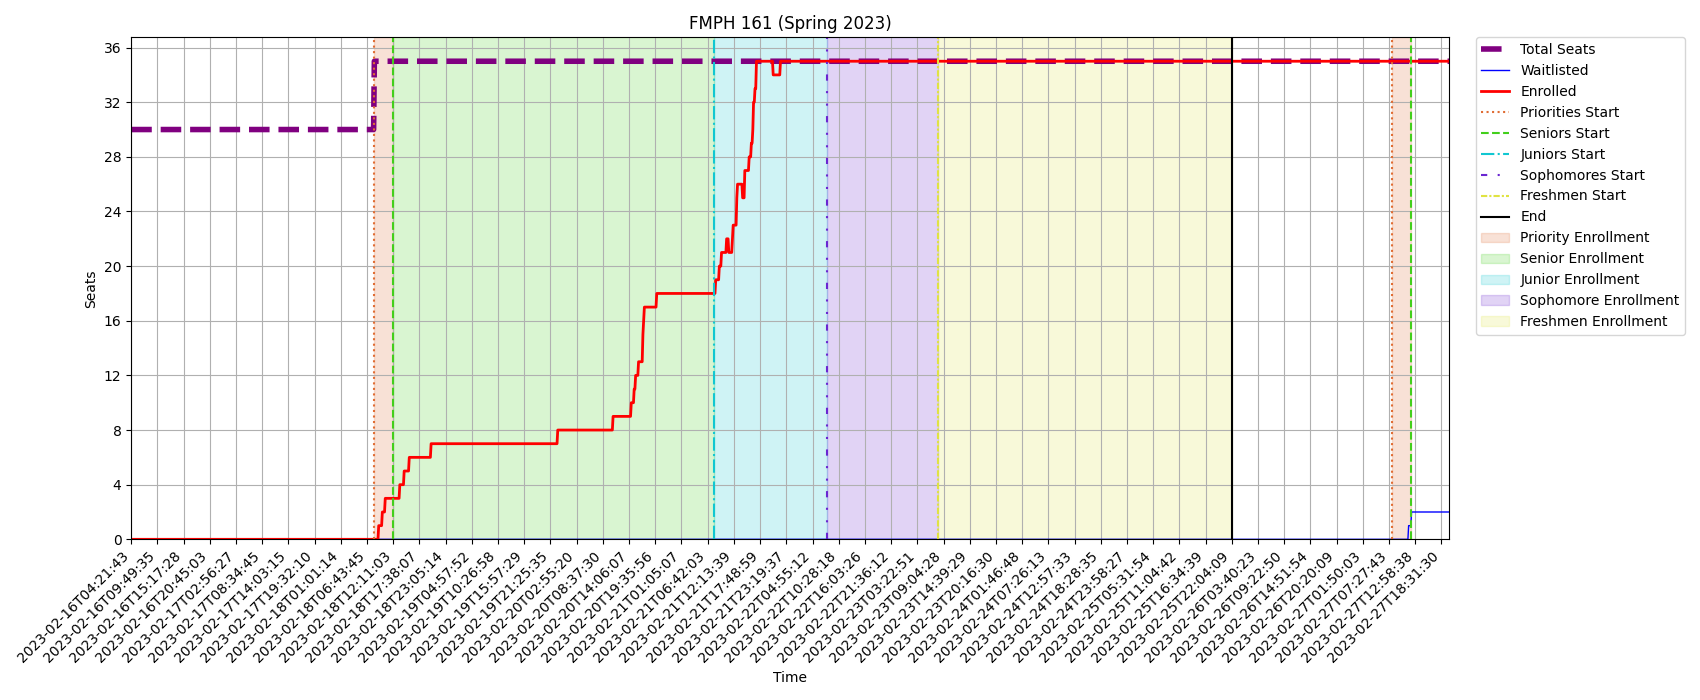 FMPH 161 (Spring 2023)
36
32
28
24
20
16
12
8
4
0
Seats
2023-02-16T04:21:43
2023-02-16T09:49:35
2023-02-16T15:17:28
2023-02-16T20:45:03
2023-02-17T02:56:27
2023-02-17T08:34:45
2023-02-17T14:03:15
2023-02-17T19:32:10
2023-02-18T01:01:14
2023-02-18T06:43:45
2023-02-18T12:11:03
2023-02-18T17:38:07
2023-02-18T23:05:14
2023-02-19T04:57:52
2023-02-19T10:26:58
2023-02-19T15:57:29
2023-02-19T21:25:35
2023-02-20T02:55:20
2023-02-20T08:37:30
2023-02-20T14:06:07
2023-02-20T19:35:56
2023-02-21T01:05:07
2023-02-21T06:42:03
2023-02-21T12:13:39
2023-02-21T17:48:59
2023-02-21T23:19:37
2023-02-22T04:55:12
2023-02-22T10:28:18
2023-02-22T16:03:26
2023-02-22T21:36:12
2023-02-23T03:22:51
2023-02-23T09:04:28
2023-02-23T14:39:29
2023-02-23T20:16:30
2023-02-24T01:46:48
2023-02-24T07:26:13
2023-02-24T12:57:33
2023-02-24T18:28:35
2023-02-24T23:58:27
2023-02-25T05:31:54
2023-02-25T11:04:42
2023-02-25T16:34:39
2023-02-25T22:04:09
2023-02-26T03:40:23
2023-02-26T09:22:50
2023-02-26T14:51:54
2023-02-26T20:20:09
2023-02-27T01:50:03
2023-02-27T07:27:43
2023-02-27T12:58:38
2023-02-27T18:31:30
Time
Total Seats
Waitlisted
Enrolled
Priorities Start
Seniors Start
Juniors Start
Sophomores Start
Freshmen Start
End
Priority Enrollment
Senior Enrollment
Junior Enrollment
Sophomore Enrollment
Freshmen Enrollment